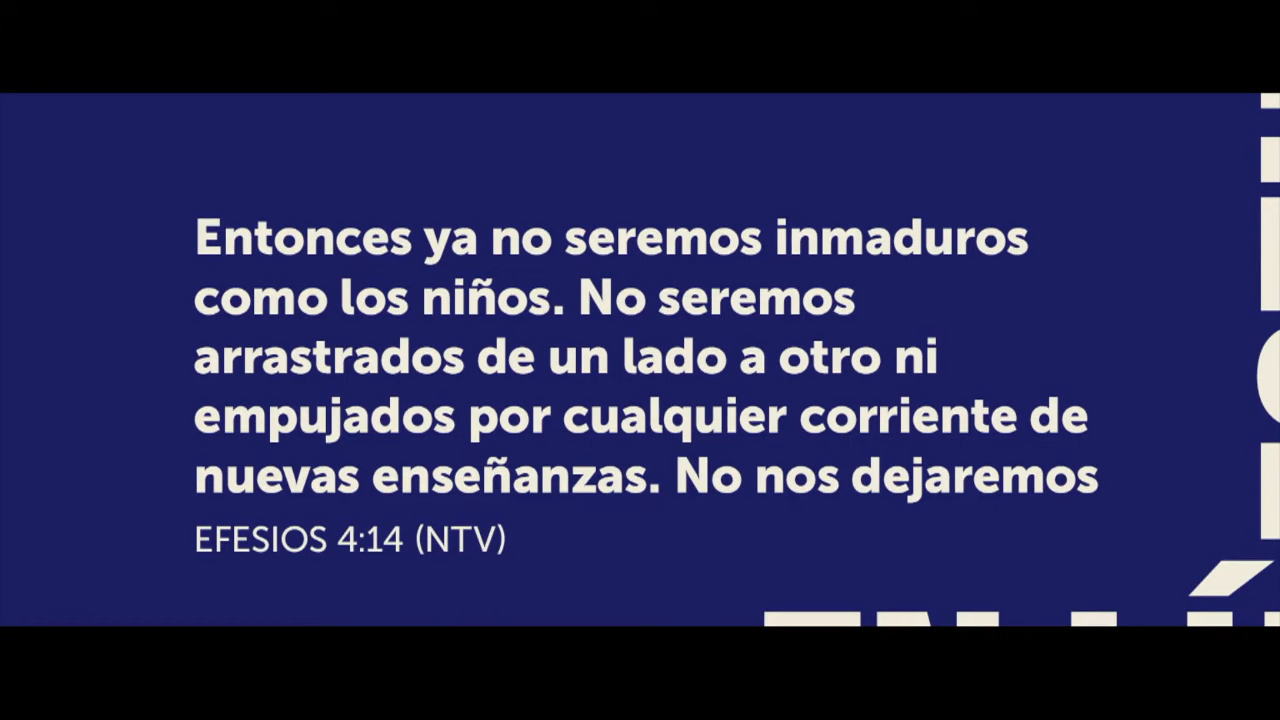 Entonces ya no seremos inmaduros
como los niños. No seremos
arrastrados de un lado a otro ni
empujados por cualquier corriente de
nuevas enseñanzas. No nos dejaremos
EFESIOS 4:14 (NTV)